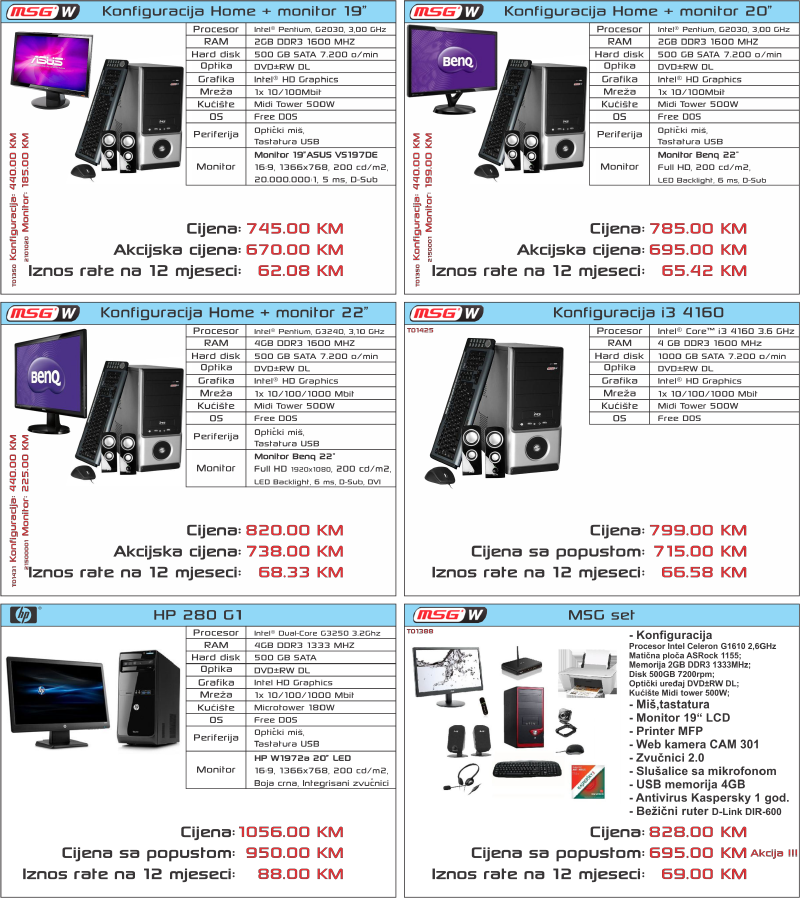 MSG W Konfiguracija Home + monitor 19"
Procesor Intel® Pentium, G2030, 3,00 GHz
RAM 2GB DDR3 1600 MHZ
Hard disk 500 GB SATA 7.200 o/min
Optika DVD±RW DL
Grafika Intel® HD Graphics
Mreža 1x 10/100Mbit
Kućište Midi Tower 500W
OS Free DOS
Periferija Optički miš,
Tastatura USB
Monitor Monitor 19"ASUS VS197DE
16:9, 1366x768, 200 cd/m2,
20.000.000:1, 5 ms, D-Sub
ASUS
T01350 Konfiguracija: 440.00 KM
2101020 Monitor: 185.00 KM
Cijena: 745.00 KM
Akcijska cijena: 670.00 KM
Iznos rate na 12 mjeseci: 62.08 KM
MSG W Konfiguracija Home + monitor 20"
Procesor Intel® Pentium, G2030, 3,00 GHz
RAM 2GB DDR3 1600 MHZ
Hard disk 500 GB SATA 7.200 o/min
Optika DVD±RW DL
Grafika Intel® HD Graphics
Mreža 1x 10/100Mbit
Kućište Midi Tower 500W
OS Free DOS
Periferija Optički miš,
Tastatura USB
Monitor Monitor Benq 22"
Full HD, 200 cd/m2,
LED Backlight, 6 ms, D-Sub
BenQ
T01350 Konfiguracija: 440.00 KM
2150001 Monitor: 199.00 KM
Cijena: 785.00 KM
Akcijska cijena: 695.00 KM
Iznos rate na 12 mjeseci: 65.42 KM
MSG W Konfiguracija Home + monitor 22"
Procesor Intel® Pentium, G3240, 3,10 GHz
RAM 4GB DDR3 1600 MHZ
Hard disk 500 GB SATA 7.200 o/min
Optika DVD±RW DL
Grafika Intel® HD Graphics
Mreža 1x 10/100/1000 Mbit
Kućište Midi Tower 500W
OS Free DOS
Periferija Optički miš,
Tastatura USB
Monitor Monitor Benq 22"
Full HD 1920x1080, 200 cd/m2,
LED Backlight, 6 ms, D-Sub, DVI
BenQ
T01431 Konfiguracija: 440.00 KM
21500001 Monitor: 225.00 KM
Cijena: 820.00 KM
Akcijska cijena: 738.00 KM
Iznos rate na 12 mjeseci: 68.33 KM
MSG W Konfiguracija i3 4160
T01425
Procesor Intel® Core™ i3 4160 3.6 GHz
RAM 4 GB DDR3 1600 MHz
Hard disk 1000 GB SATA 7.200 o/min
Optika DVD±RW DL
Grafika Intel® HD Graphics
Mreža 1x 10/100/1000 Mbit
Kućište Midi Tower 500W
OS Free DOS
Cijena: 799.00 KM
Cijena sa popustom: 715.00 KM
Iznos rate na 12 mjeseci: 66.58 KM
hp HP 280 G1
Procesor Intel® Dual-Core G3250 3.2Ghz
RAM 4GB DDR3 1333 MHZ
Hard disk 500 GB SATA
Optika DVD±RW DL
Grafika Intel HD Graphics
Mreža 1x 10/100/1000 Mbit
Kućište Microtower 180W
OS Free DOS
Periferija Optički miš,
Tastatura USB
Monitor HP W1972a 20" LED
16:9, 1366x768, 200 cd/m2,
Boja crna, Integrisani zvučnici
Cijena: 1056.00 KM
Cijena sa popustom: 950.00 KM
Iznos rate na 12 mjeseci: 88.00 KM
MSG W MSG set
T01388
- Konfiguracija
Procesor Intel Celeron G1610 2,6GHz
Matična ploča ASRock 1155;
Memorija 2GB DDR3 1333MHz;
Disk 500GB 7200rpm;
Optički uređaj DVD±RW DL;
Kućište Midi tower 500W;
- Miš,tastatura
- Monitor 19“ LCD
- Printer MFP
- Web kamera CAM 301
- Zvučnici 2.0
- Slušalice sa mikrofonom
- USB memorija 4GB
- Antivirus Kaspersky 1 god.
- Bežični ruter D-Link DIR-600
Cijena: 828.00 KM
Cijena sa popustom: 695.00 KM Akcija III
Iznos rate na 12 mjeseci: 69.00 KM